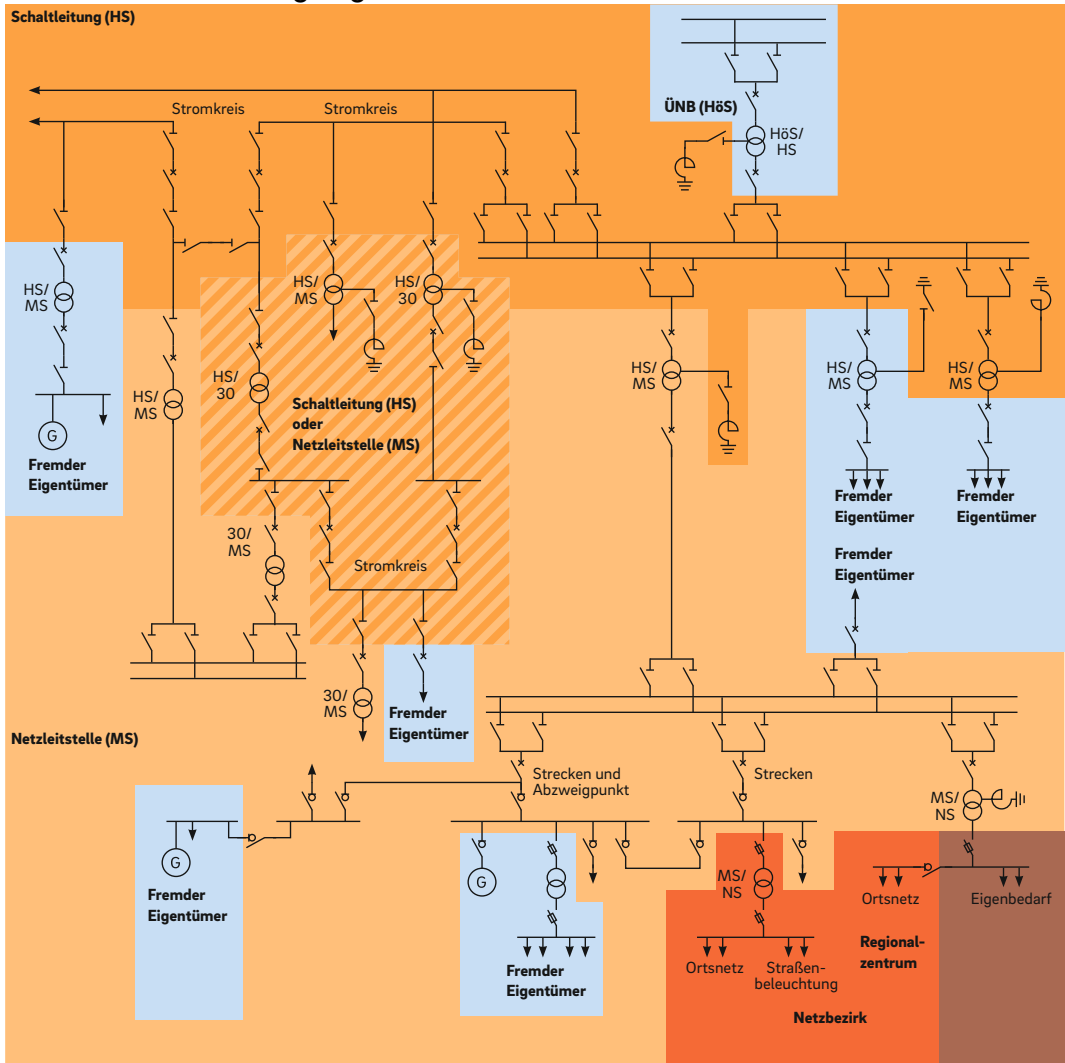 Schaltleitung (HS)
ÜNB (HöS)
Stromkreis
Stromkreis
HöS/
HS
HS/
MS
HS/
MS
HS/
30
HS/
MS
HS/
30
HS/
MS
HS/
MS
HS/
MS
Schaltleitung (HS)
oder
Netzleitstelle (MS)
G
Fremder
Eigentümer
Fremder
Eigentümer
Fremder
Eigentümer
30/
MS
Stromkreis
Fremder
Eigentümer
30/
MS
Fremder
Eigentümer
Netzleitstelle (MS)
Strecken und
Abzweigpunkt
Strecken
MS/
NS
G
Fremder
Eigentümer
G
MS/
NS
Ortsnetz
Eigenbedarf
Fremder
Eigentümer
Ortsnetz
Straßen-
beleuchtung
Regional-
zentrum
Netzbezirk